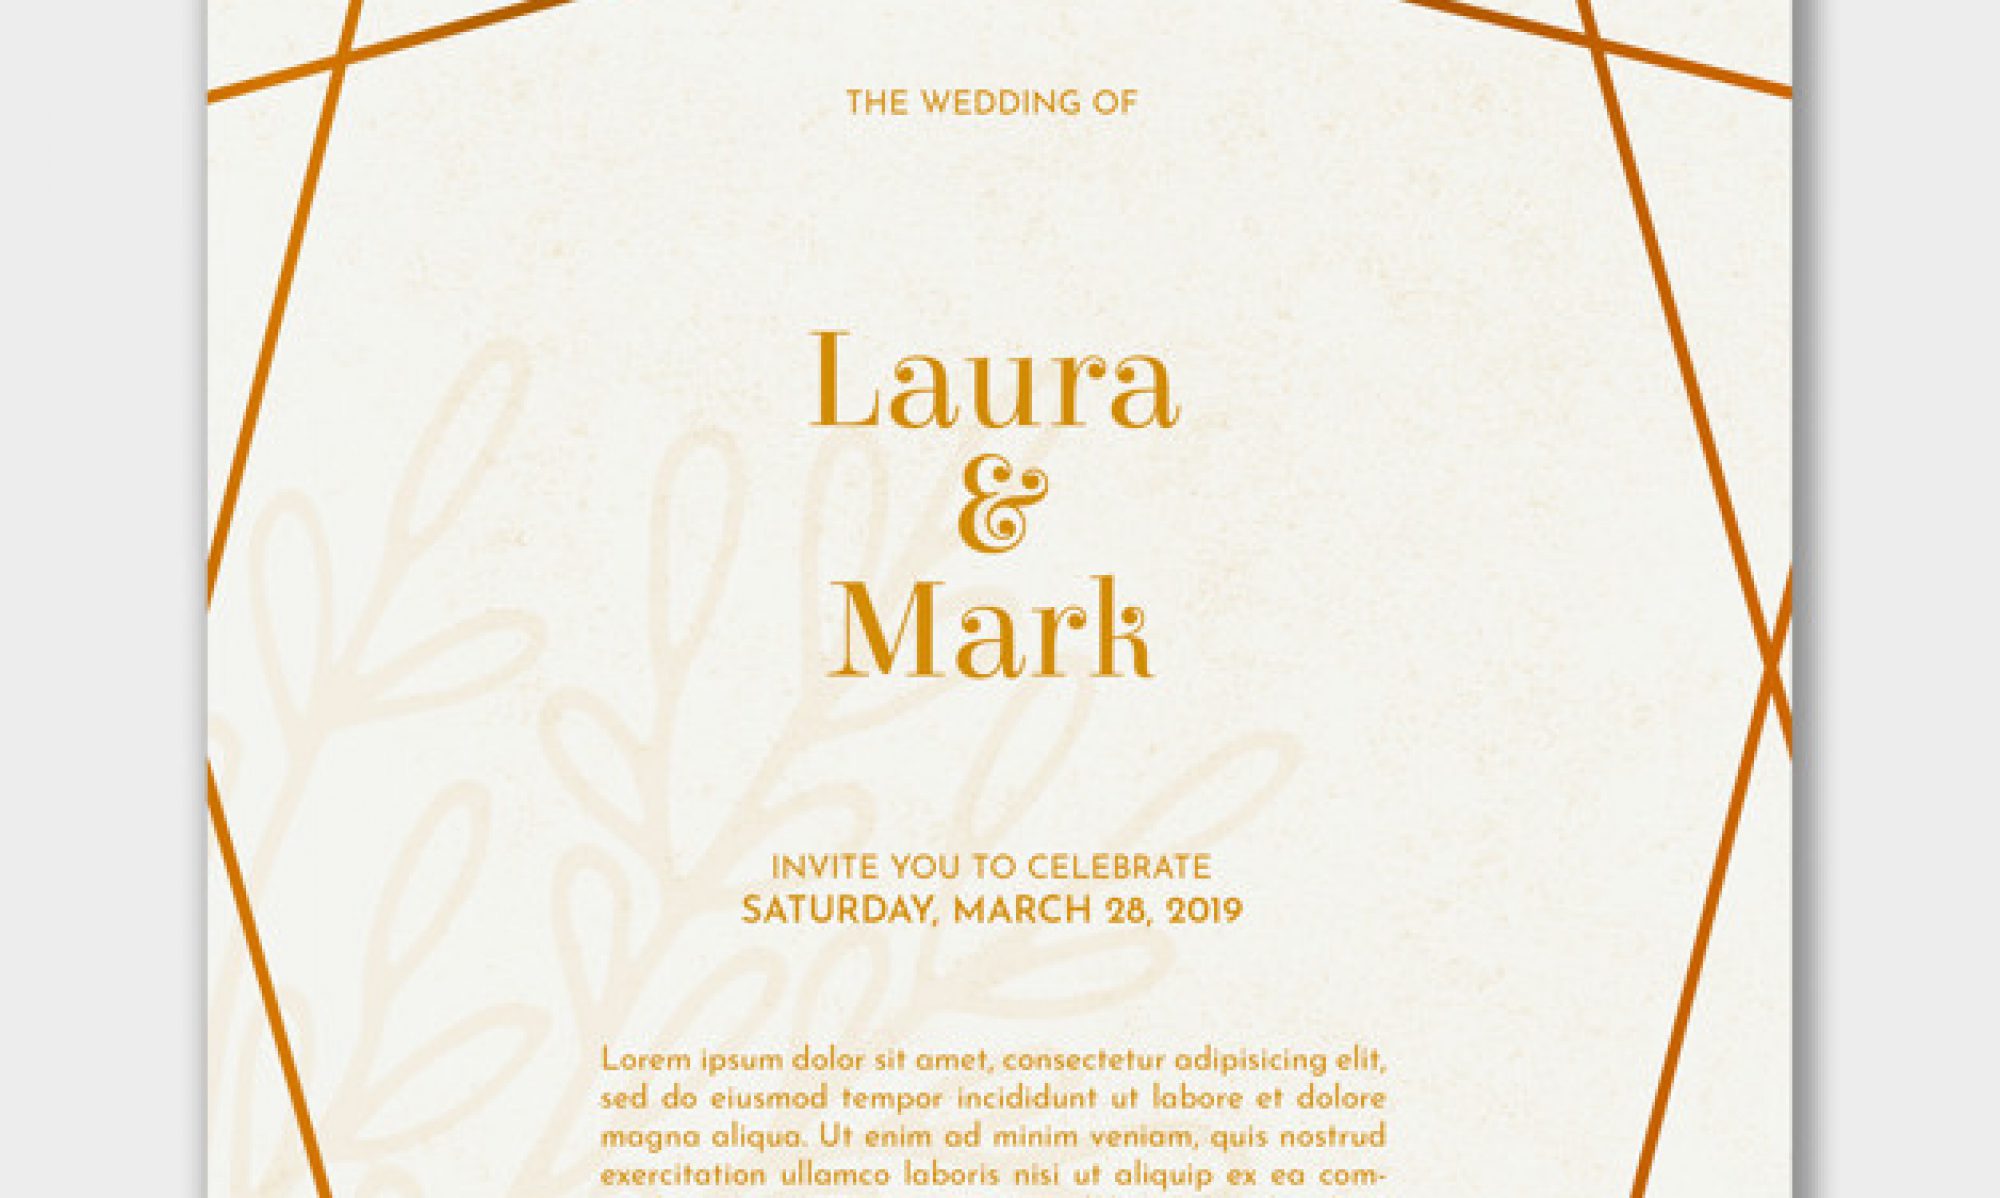 THE WEDDING OF
Laura
&
Mark
INVITE YOU TO CELEBRATE
SATURDAY, MARCH 28, 2019
Lorem ipsum dolor sit amet, consectetur adipisicing elit,
sed do eiusmod tempor incididunt ut labore et dolore
magna aliqua. Ut enim ad minim veniam, quis nostrud
exercitation ullamco laboris nisi ut aliquip ex ea com-